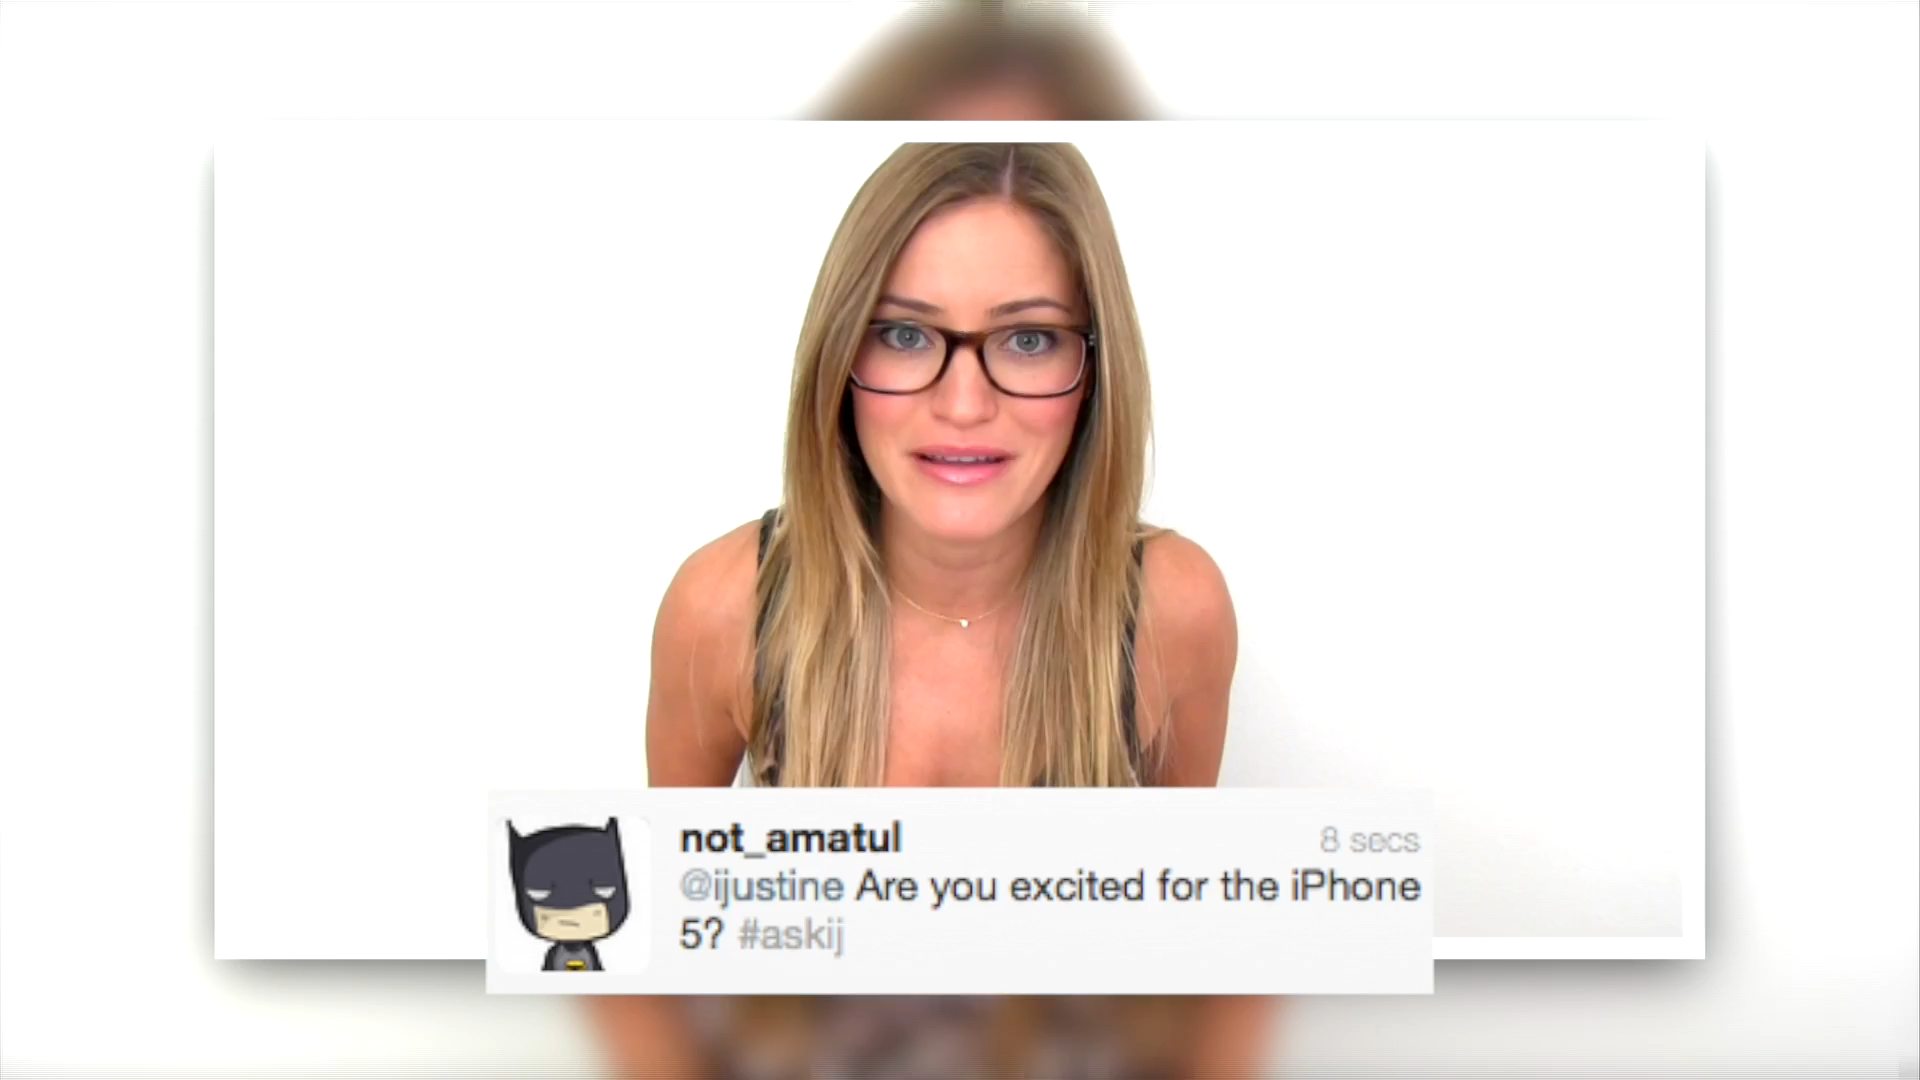 not_amatul 8 secs
@ijustine Are you excited for the iPhone
5? #askij